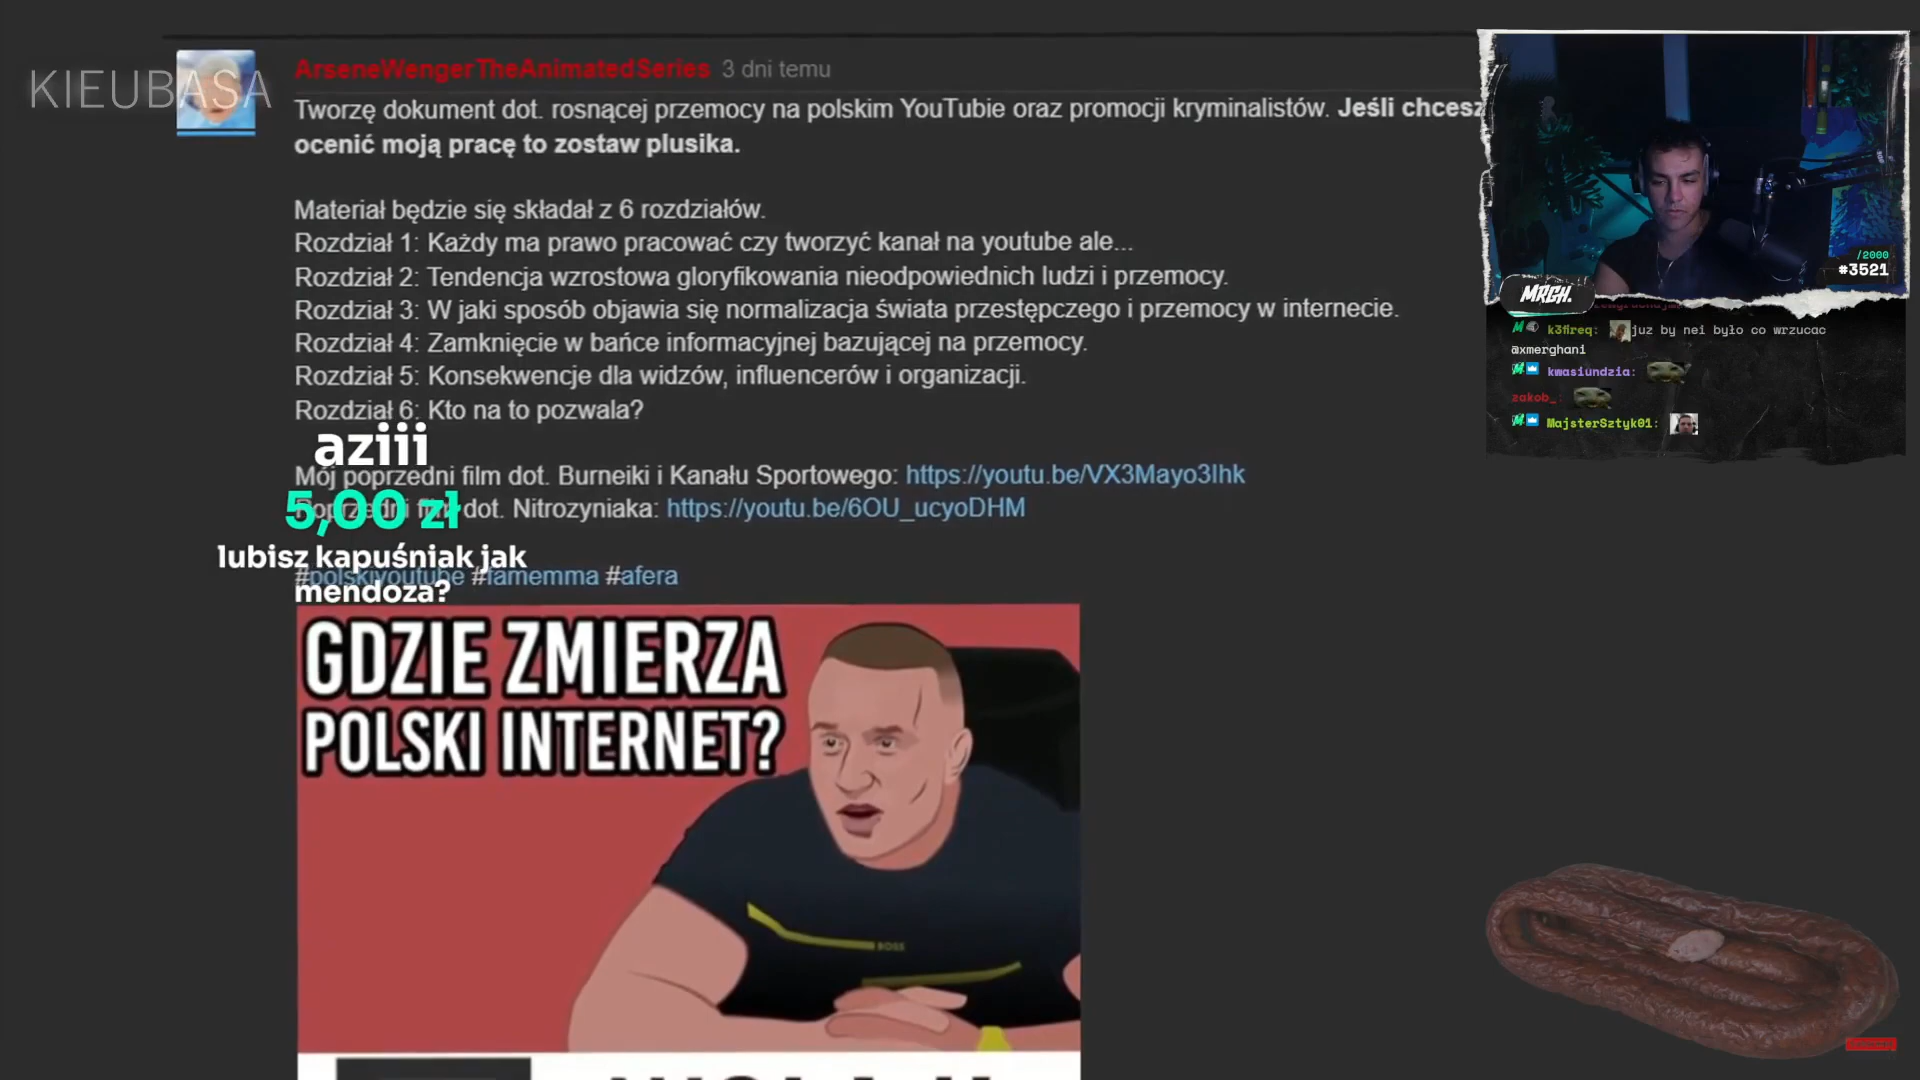 KIEUBASA
ArseneWengerTheAnimatedSeries 3 dni temu
Tworzę dokument dot. rosnącej przemocy na polskim YouTubie oraz promocji kryminalistów. Jeśli chcesz
ocenić moją pracę to zostaw plusika.
Materiał będzie się składał z 6 rozdziałów.
Rozdział 1: Każdy ma prawo pracować czy tworzyć kanał na youtube ale...
Rozdział 2: Tendencja wzrostowa gloryfikowania nieodpowiednich ludzi i przemocy.
Rozdział 3: W jaki sposób objawia się normalizacja świata przestępczego i przemocy w internecie.
Rozdział 4: Zamknięcie w bańce informacyjnej bazującej na przemocy.
Rozdział 5: Konsekwencje dla widzów, influencerów i organizacji.
Rozdział 6: Kto na to pozwala?
aziii
Mój poprzedni film dot. Burneiki i Kanału Sportowego: https://youtu.be/VX3Mayo3Ihk
5,00 zł
Poprzedni film dot. Nitrozyniaka: https://youtu.be/6OU_ucyoDHM
lubisz kapuśniak jak
mendoza?
#polskiyoutube #famemma #afera
GDZIE ZMIERZA
POLSKI INTERNET?
BOSS
/2000
#3521
MRGH.
k3fireq: juz by nei było co wrzucac
@xmerghani
kwasiundzia:
zakob_:
MajsterSztyk01: